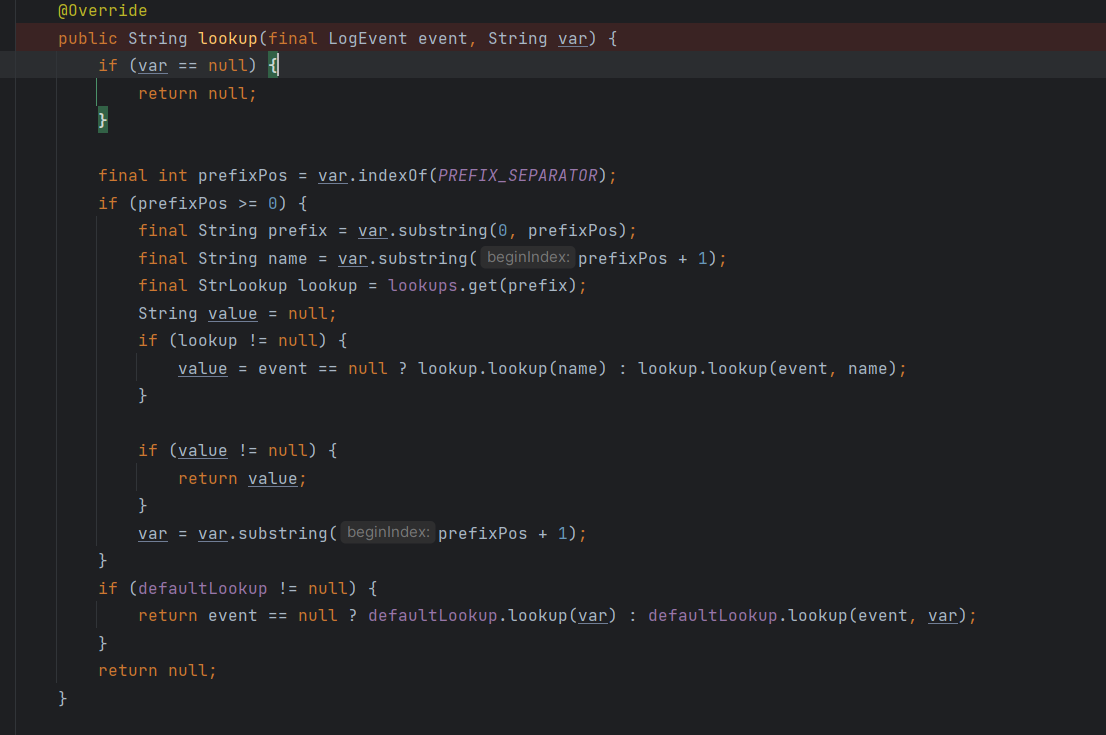 @Override
public String lookup(final LogEvent event, String var) {
if (var == null) {
return null;
}
final int prefixPos = var.indexOf(PREFIX_SEPARATOR);
if (prefixPos >= 0) {
final String prefix = var.substring(0, prefixPos);
final String name = var.substring( beginIndex: prefixPos + 1);
final StrLookup lookup = lookups.get(prefix);
String value = null;
if (lookup != null) {
value = event == null ? lookup.lookup(name) : lookup.lookup(event, name);
}
if (value != null) {
return value;
}
var = var.substring( beginIndex: prefixPos + 1);
}
if (defaultLookup != null) {
return event == null ? defaultLookup.lookup(var) : defaultLookup.lookup(event, var);
}
return null;
}